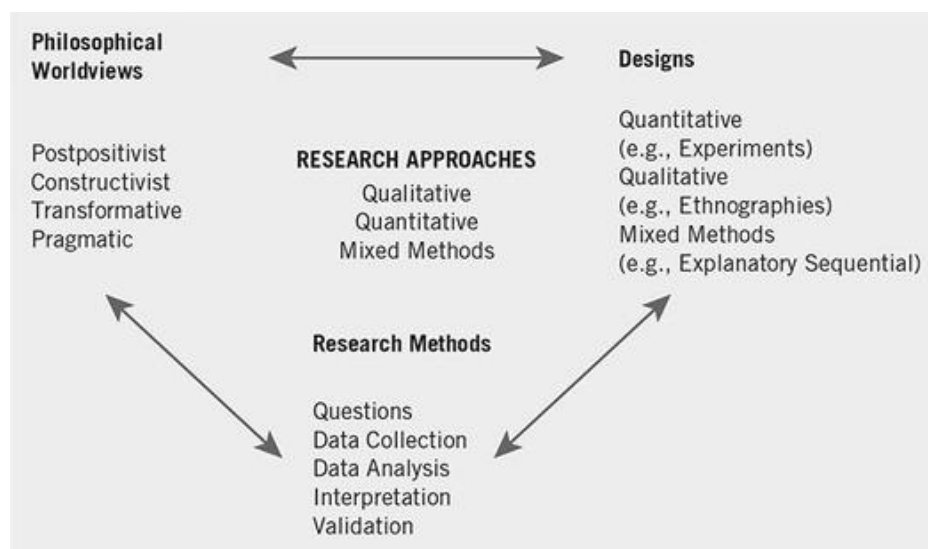 Philosophical
Worldviews
Postpositivist
Constructivist
Transformative
Pragmatic
RESEARCH APPROACHES
Qualitative
Quantitative
Mixed Methods
Designs
Quantitative
(e.g., Experiments)
Qualitative
(e.g., Ethnographies)
Mixed Methods
(e.g., Explanatory Sequential)
Research Methods
Questions
Data Collection
Data Analysis
Interpretation
Validation